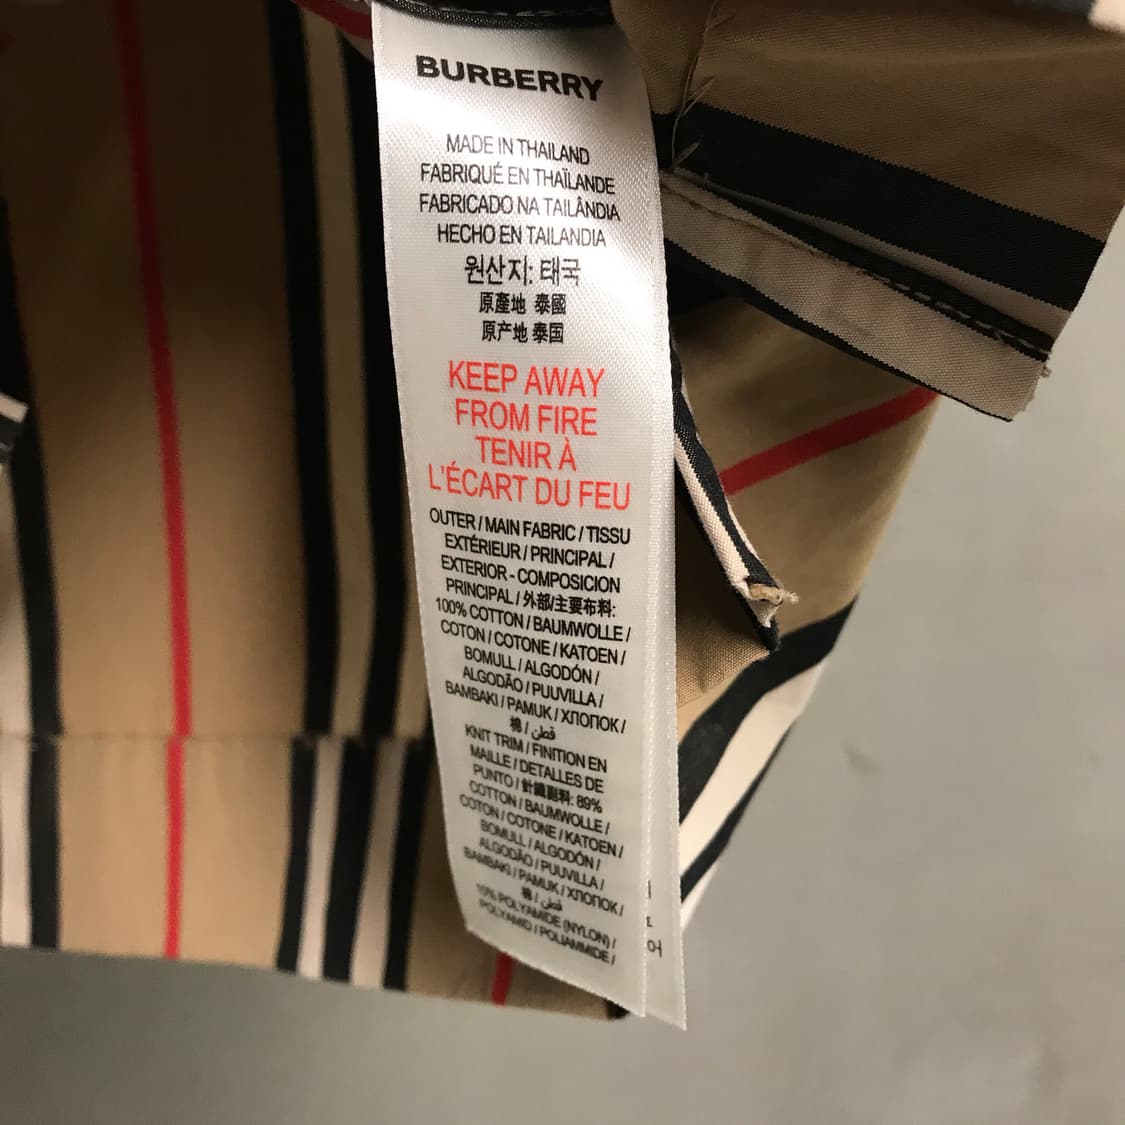 BURBERRY
MADE IN THAILAND
FABRIQUÉ EN THAÏLANDE
FABRICADO NA TAILÂNDIA
HECHO EN TAILANDIA
원산지: 태국
原產地 泰國
原产地 泰国
KEEP AWAY
FROM FIRE
TENIR À
L'ÉCART DU FEU
OUTER / MAIN FABRIC / TISSU
EXTÉRIEUR / PRINCIPAL /
EXTERIOR - COMPOSICION
PRINCIPAL / 外部/主要布料:
100% COTTON / BAUMWOLLE /
COTON / COTONE / KATOEN /
BOMULL / ALGODÓN /
ALGODÃO / PUUVILLA /
BAMBAKI / PAMUK / ХЛОПОК /
棉 / قطن
KNIT TRIM / FINITION EN
MAILLE / DETALLES DE
PUNTO / 針織副料: 89%
COTTON / BAUMWOLLE /
COTON / COTONE / KATOEN /
BOMULL / ALGODÓN /
ALGODÃO / PUUVILLA /
BAMBAKI / PAMUK / ХЛОПОК /
棉 / قطن
10% POLYAMIDE (NYLON) /
POLYAMID / POLIAMMIDE /
어